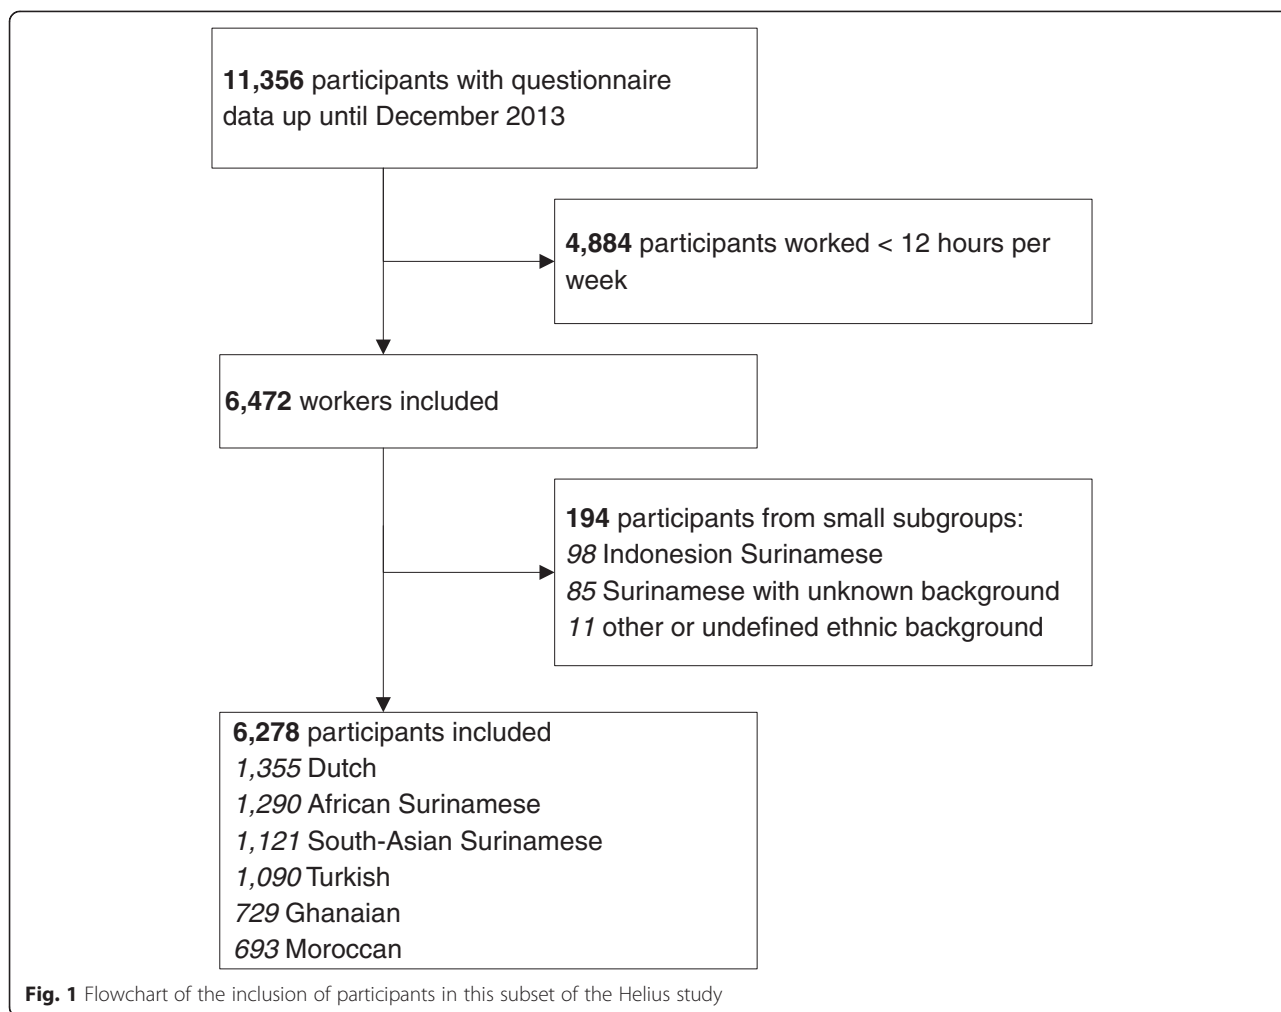 11,356 participants with questionnaire
data up until December 2013
4,884 participants worked < 12 hours per
week
6,472 workers included
194 participants from small subgroups:
98 Indonesion Surinamese
85 Surinamese with unknown background
11 other or undefined ethnic background
6,278 participants included
1,355 Dutch
1,290 African Surinamese
1,121 South-Asian Surinamese
1,090 Turkish
729 Ghanaian
693 Moroccan
Fig. 1 Flowchart of the inclusion of participants in this subset of the Helius study